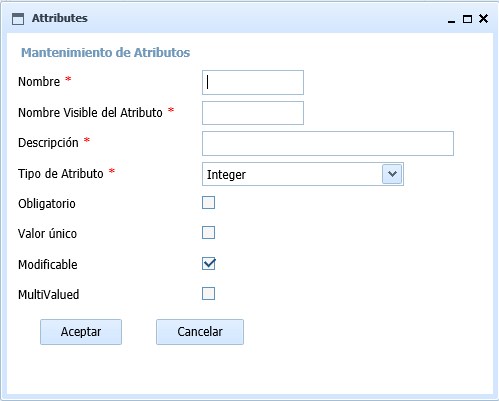 Attributes
Mantenimiento de Atributos
Nombre *
Nombre Visible del Atributo *
Descripción *
Tipo de Atributo * Integer
Obligatorio
Valor único
Modificable
MultiValued
Aceptar Cancelar